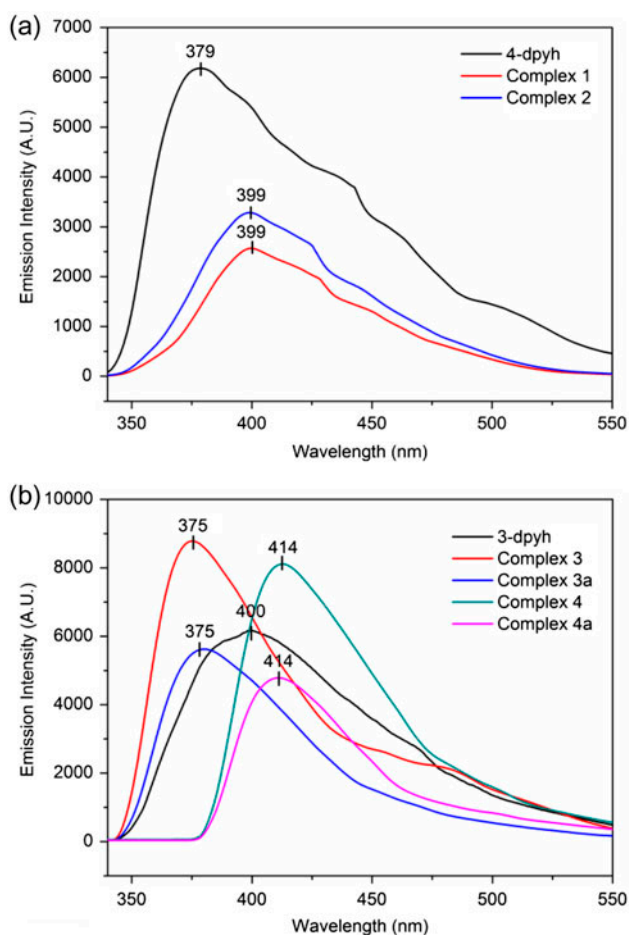 (a)
7000
6000
5000
4000
3000
2000
1000
0
Emission Intensity (A.U.)
379
399
399
4-dpyh
Complex 1
Complex 2
350
400
450
500
550
Wavelength (nm)
(b)
10000
8000
6000
4000
2000
0
Emission Intensity (A.U.)
375
414
400
375
414
3-dpyh
Complex 3
Complex 3a
Complex 4
Complex 4a
350
400
450
500
550
Wavelength (nm)